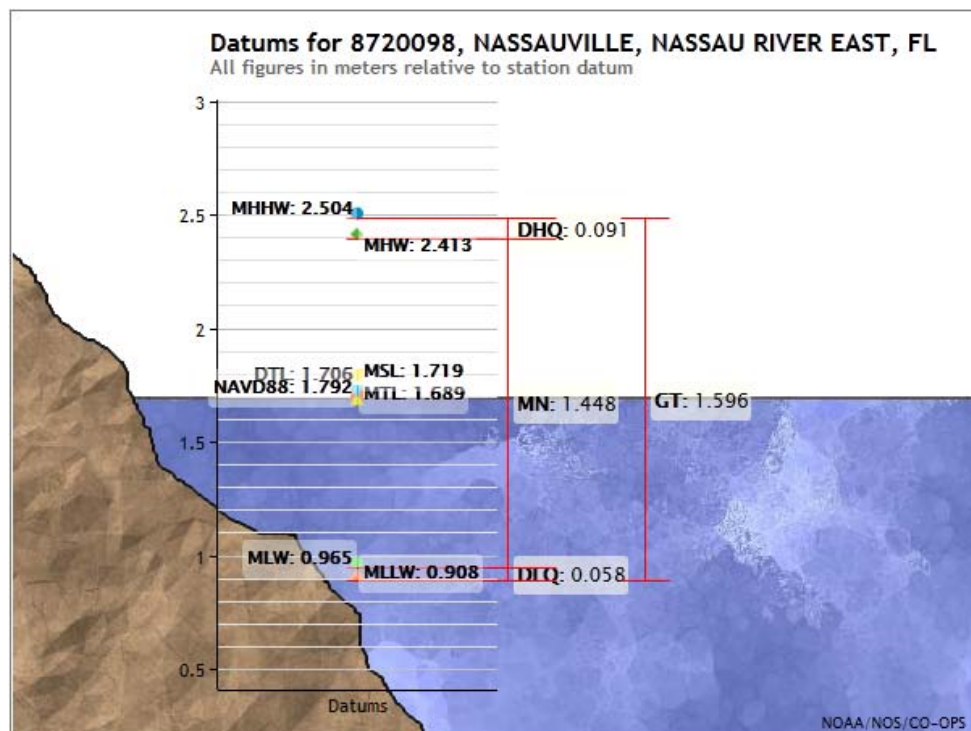 Datums for 8720098, NASSAUVILLE, NASSAU RIVER EAST, FL
All figures in meters relative to station datum
3
MHHW: 2.504
2.5
DHQ: 0.091
MHW: 2.413
2
DTL: 1.706
MSL: 1.719
NAVD88: 1.792
MTL: 1.689
MN: 1.448
GT: 1.596
1.5
MLW: 0.965
1
MLLW: 0.908
DLQ: 0.058
0.5
Datums
NOAA/NOS/CO-OPS